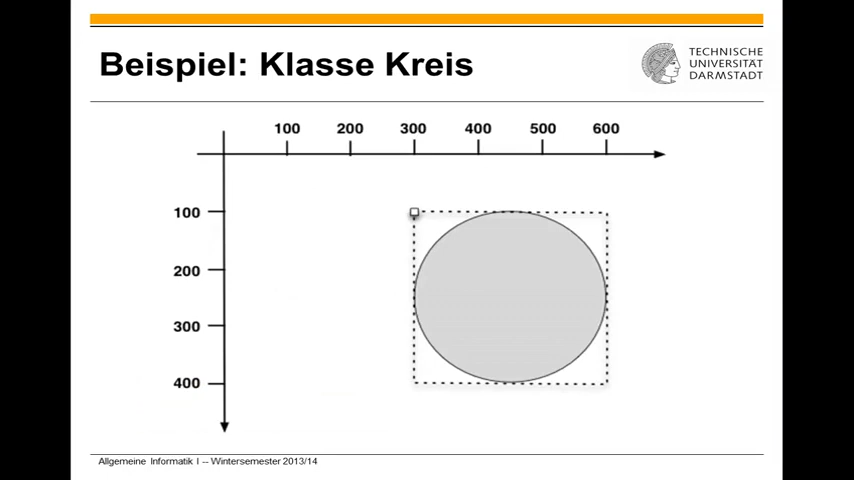 Beispiel: Klasse Kreis
TECHNISCHE
UNIVERSITÄT
DARMSTADT
100 200 300 400 500 600
100
200
300
400
Allgemeine Informatik I -- Wintersemester 2013/14